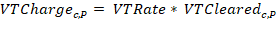 VTCharge_{c,P} = VTRate * VTCleared_{c,P}